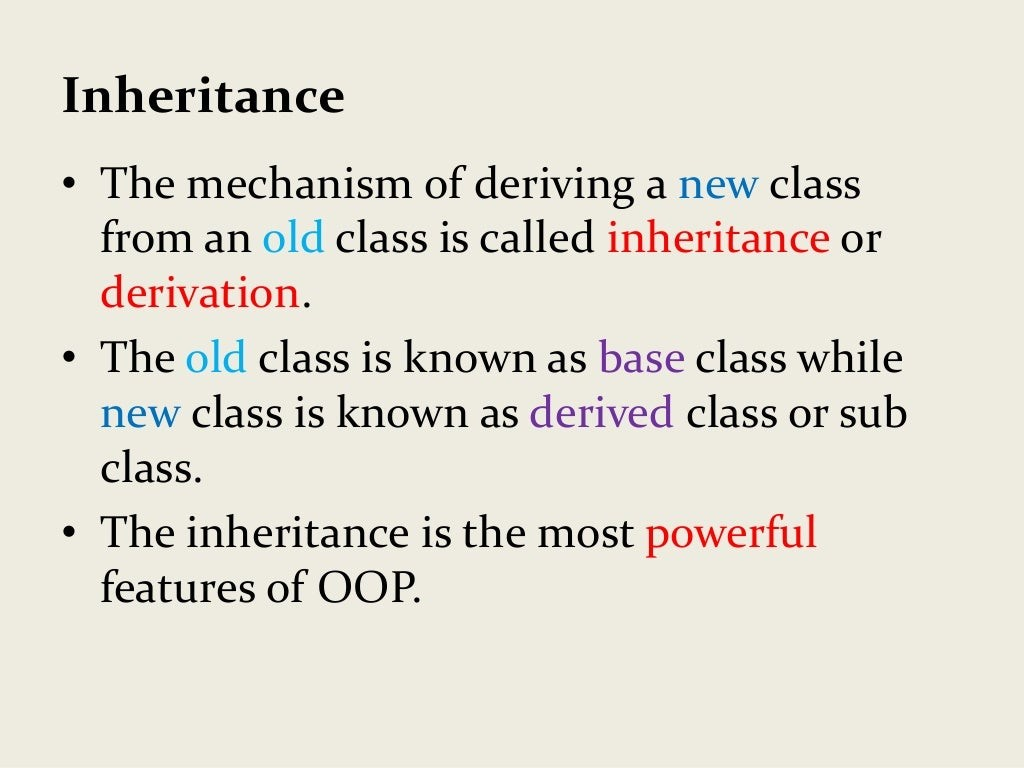 Inheritance
• The mechanism of deriving a new class
from an old class is called inheritance or
derivation.
• The old class is known as base class while
new class is known as derived class or sub
class.
• The inheritance is the most powerful
features of OOP.